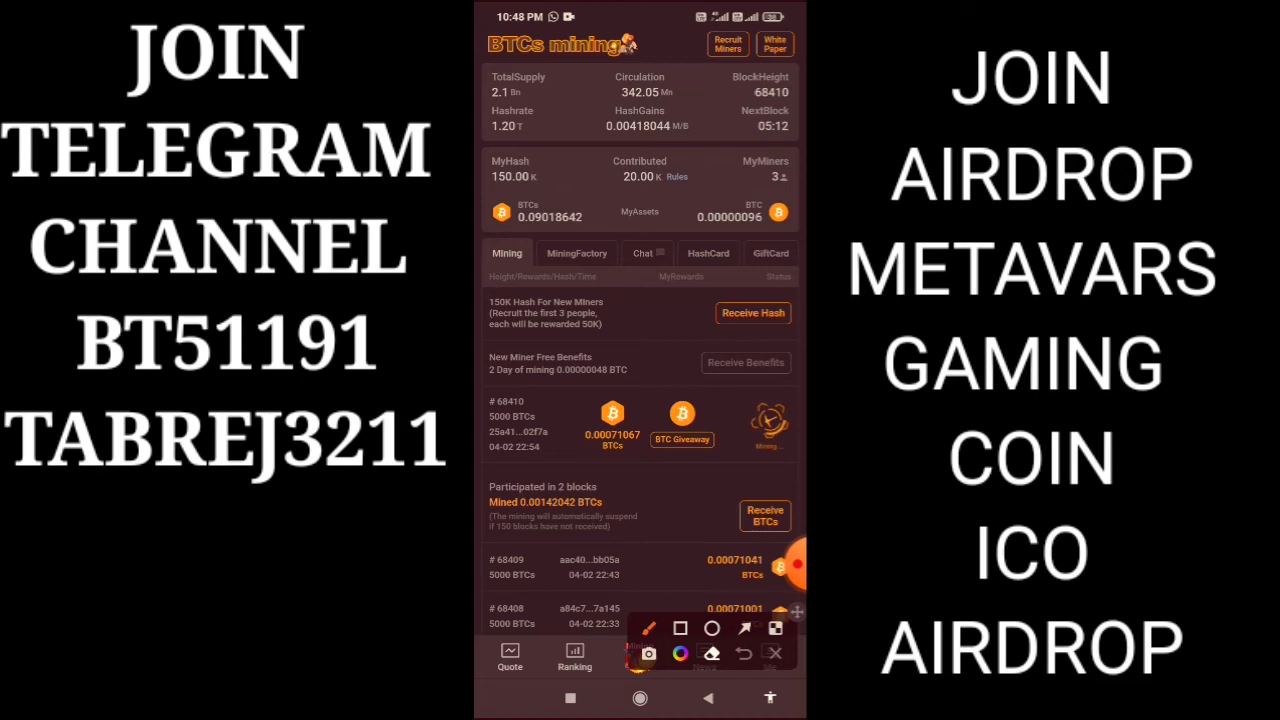 JOIN
TELEGRAM
CHANNEL
BT51191
TABREJ3211
10:48 PM
38
BTCs mining
Recruit Miners
White Paper
TotalSupply Circulation BlockHeight
2.1 Bn 342.05 Mn 68410
Hashrate HashGains NextBlock
1.20 T 0.00418044 M/B 05:12
MyHash Contributed MyMiners
150.00 K 20.00 K Rules 3
BTCs MyAssets BTC
0.09018642 0.00000096
Mining MiningFactory Chat HashCard GiftCard
Height/Rewards/Hash/Time MyRewards Status
150K Hash For New Miners
(Recruit the first 3 people,
each will be rewarded 50K)
Receive Hash
New Miner Free Benefits
2 Day of mining 0.00000048 BTC
Receive Benefits
# 68410
5000 BTCs
25a41...02f7a
04-02 22:54
0.00071067
BTCs
BTC Giveaway
Mining...
Participated in 2 blocks
Mined 0.00142042 BTCs
(The mining will automatically suspend
if 150 blocks have not received)
Receive
BTCs
# 68409 aac40...bb05a 0.00071041
5000 BTCs 04-02 22:43 BTCs
# 68408 a84c7...7a145 0.00071001
5000 BTCs 04-02 22:33
Quote Ranking News Me
JOIN
AIRDROP
METAVARS
GAMING
COIN
ICO
AIRDROP